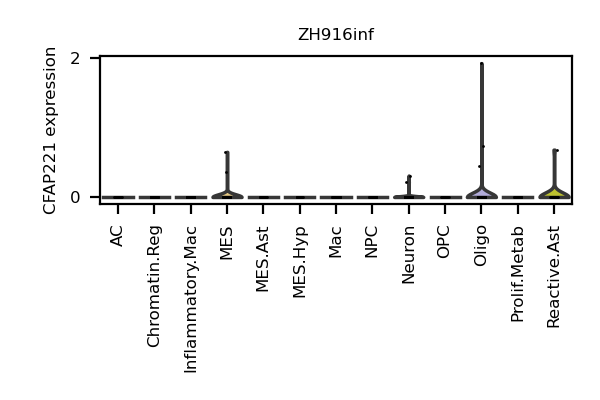 ZH916inf
CFAP221 expression
2
0
AC
Chromatin.Reg
Inflammatory.Mac
MES
MES.Ast
MES.Hyp
Mac
NPC
Neuron
OPC
Oligo
Prolif.Metab
Reactive.Ast